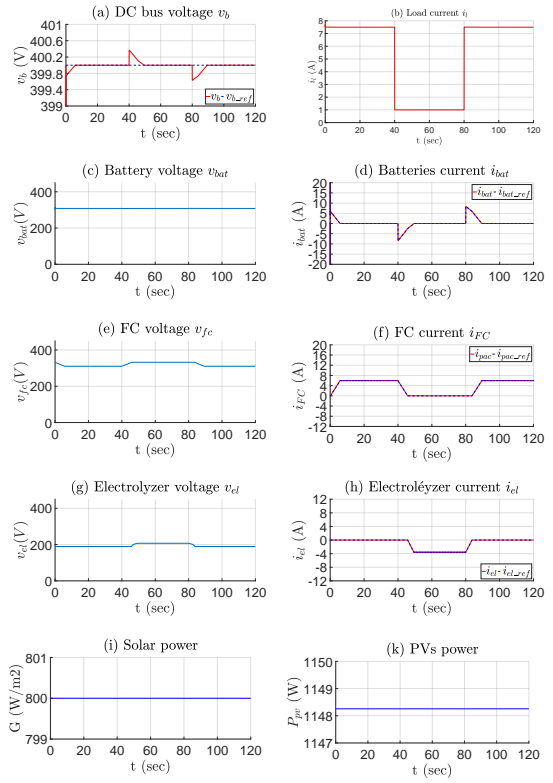 (a) DC bus voltage v_b
401
400.6
400.2
399.8
399.4
399
v_b (V)
0 20 40 60 80 100 120
t (sec)
v_b - v_b_ref
(b) Load current i_l
8
7
6
5
4
3
2
1
0
i_l (A)
0 20 40 60 80 100 120
t (sec)
(c) Battery voltage v_bat
400
200
0
v_bat(V)
0 20 40 60 80 100 120
t (sec)
(d) Batteries current i_bat
20
15
10
5
0
-5
-10
-15
-20
i_bat (A)
0 20 40 60 80 100 120
t (sec)
i_bat - i_bat_ref
(e) FC voltage v_fc
400
200
0
v_fc(V)
0 20 40 60 80 100 120
t (sec)
(f) FC current i_FC
20
16
12
8
4
0
-4
-8
-12
i_FC (A)
0 20 40 60 80 100 120
t (sec)
i_pac - i_pac_ref
(g) Electrolyzer voltage v_el
400
200
0
v_el(V)
0 20 40 60 80 100 120
t (sec)
(h) Electroléyzer current i_el
12
8
4
0
-4
-8
-12
i_el (A)
0 20 40 60 80 100 120
t (sec)
i_el - i_el_ref
(i) Solar power
801
800
799
G (W/m2)
0 20 40 60 80 100 120
t (sec)
(k) PVs power
1150
1149
1148
1147
P_pv (W)
0 20 40 60 80 100 120
t (sec)